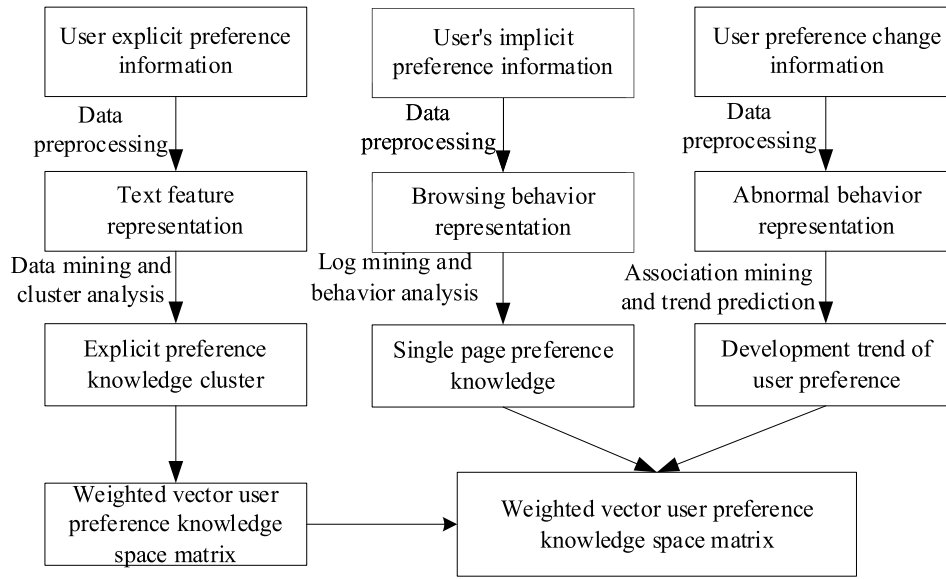 User explicit preference
information
User's implicit
preference information
User preference change
information
Data
preprocessing
Data
preprocessing
Data
preprocessing
Text feature
representation
Browsing behavior
representation
Abnormal behavior
representation
Data mining and
cluster analysis
Log mining and
behavior analysis
Association mining
and trend prediction
Explicit preference
knowledge cluster
Single page preference
knowledge
Development trend of
user preference
Weighted vector user
preference knowledge
space matrix
Weighted vector user preference
knowledge space matrix